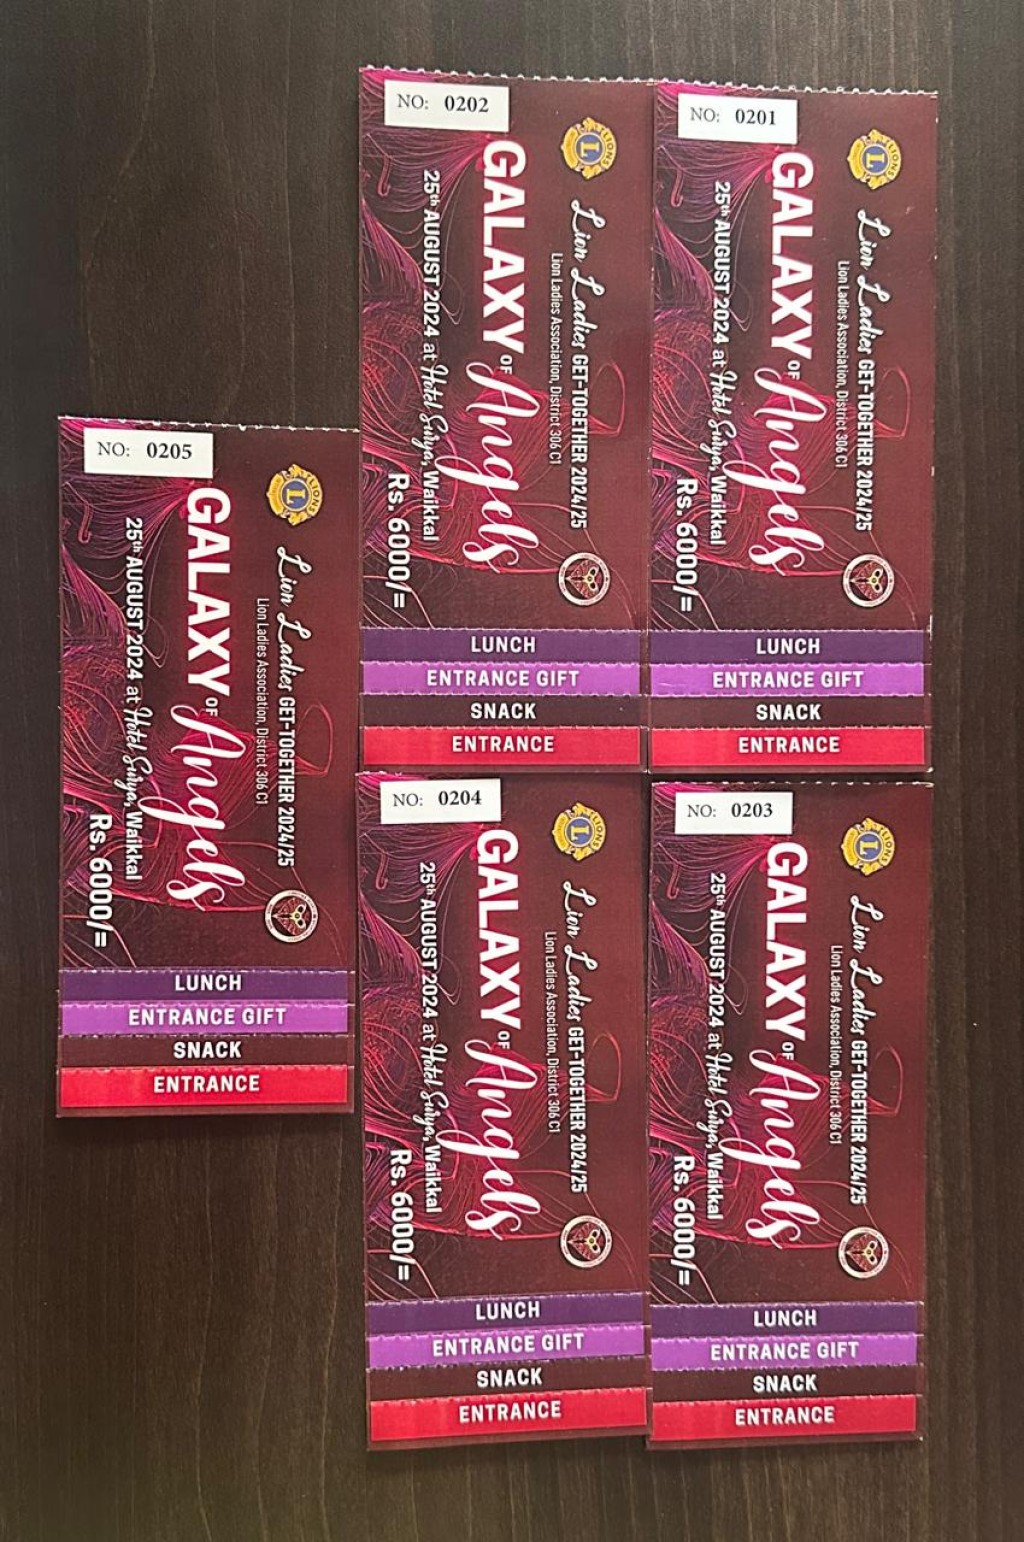 NO: 0202
LIONS
L
Lion Ladies GET-TOGETHER 2024/25
Lion Ladies Association, District 306 C1
GALAXY OF Angels
25th AUGUST 2024 at Hotel Suriya, Waikkal
Rs. 6000/=
LUNCH
ENTRANCE GIFT
SNACK
ENTRANCE
NO: 0201
LIONS
L
Lion Ladies GET-TOGETHER 2024/25
Lion Ladies Association, District 306 C1
GALAXY OF Angels
25th AUGUST 2024 at Hotel Suriya, Waikkal
Rs. 6000/=
LUNCH
ENTRANCE GIFT
SNACK
ENTRANCE
NO: 0205
LIONS
L
Lion Ladies GET-TOGETHER 2024/25
Lion Ladies Association, District 306 C1
GALAXY OF Angels
25th AUGUST 2024 at Hotel Suriya, Waikkal
Rs. 6000/=
LUNCH
ENTRANCE GIFT
SNACK
ENTRANCE
NO: 0204
LIONS
L
Lion Ladies GET-TOGETHER 2024/25
Lion Ladies Association, District 306 C1
GALAXY OF Angels
25th AUGUST 2024 at Hotel Suriya, Waikkal
Rs. 6000/=
LUNCH
ENTRANCE GIFT
SNACK
ENTRANCE
NO: 0203
LIONS
L
Lion Ladies GET-TOGETHER 2024/25
Lion Ladies Association, District 306 C1
GALAXY OF Angels
25th AUGUST 2024 at Hotel Suriya, Waikkal
Rs. 6000/=
LUNCH
ENTRANCE GIFT
SNACK
ENTRANCE